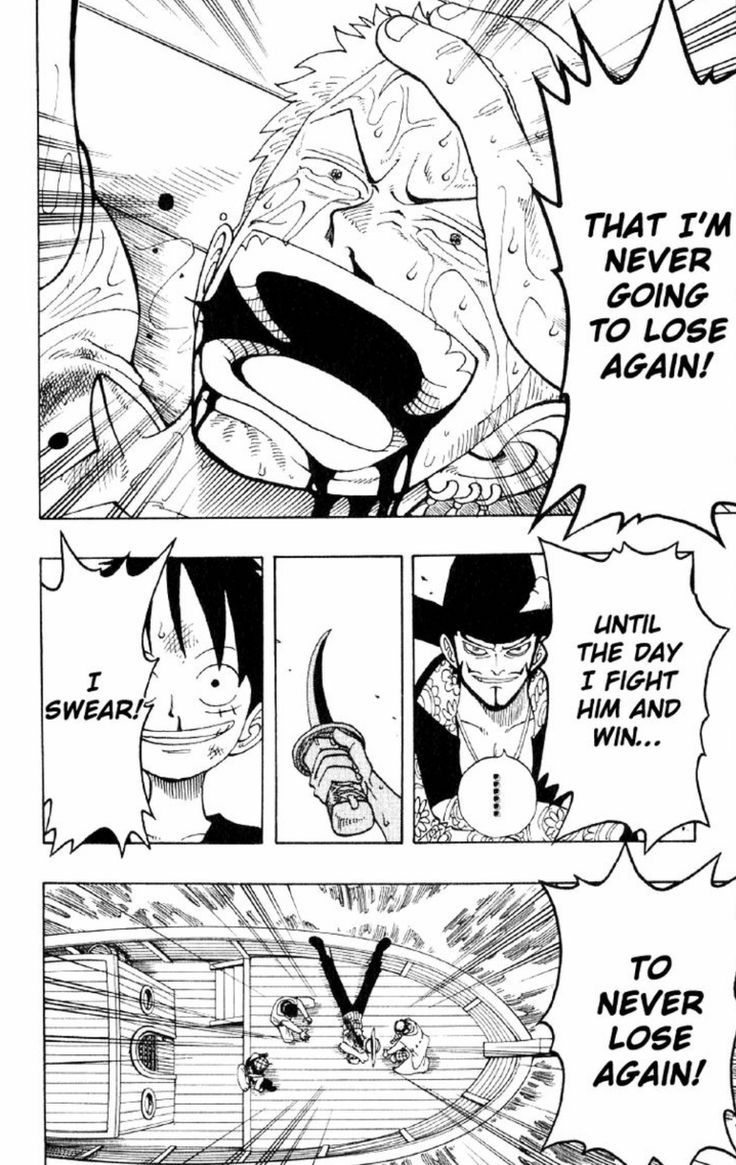 THAT I'M
NEVER
GOING
TO LOSE
AGAIN!
UNTIL
THE DAY
I FIGHT
HIM AND
WIN...
......
I
SWEAR!
TO
NEVER
LOSE
AGAIN!